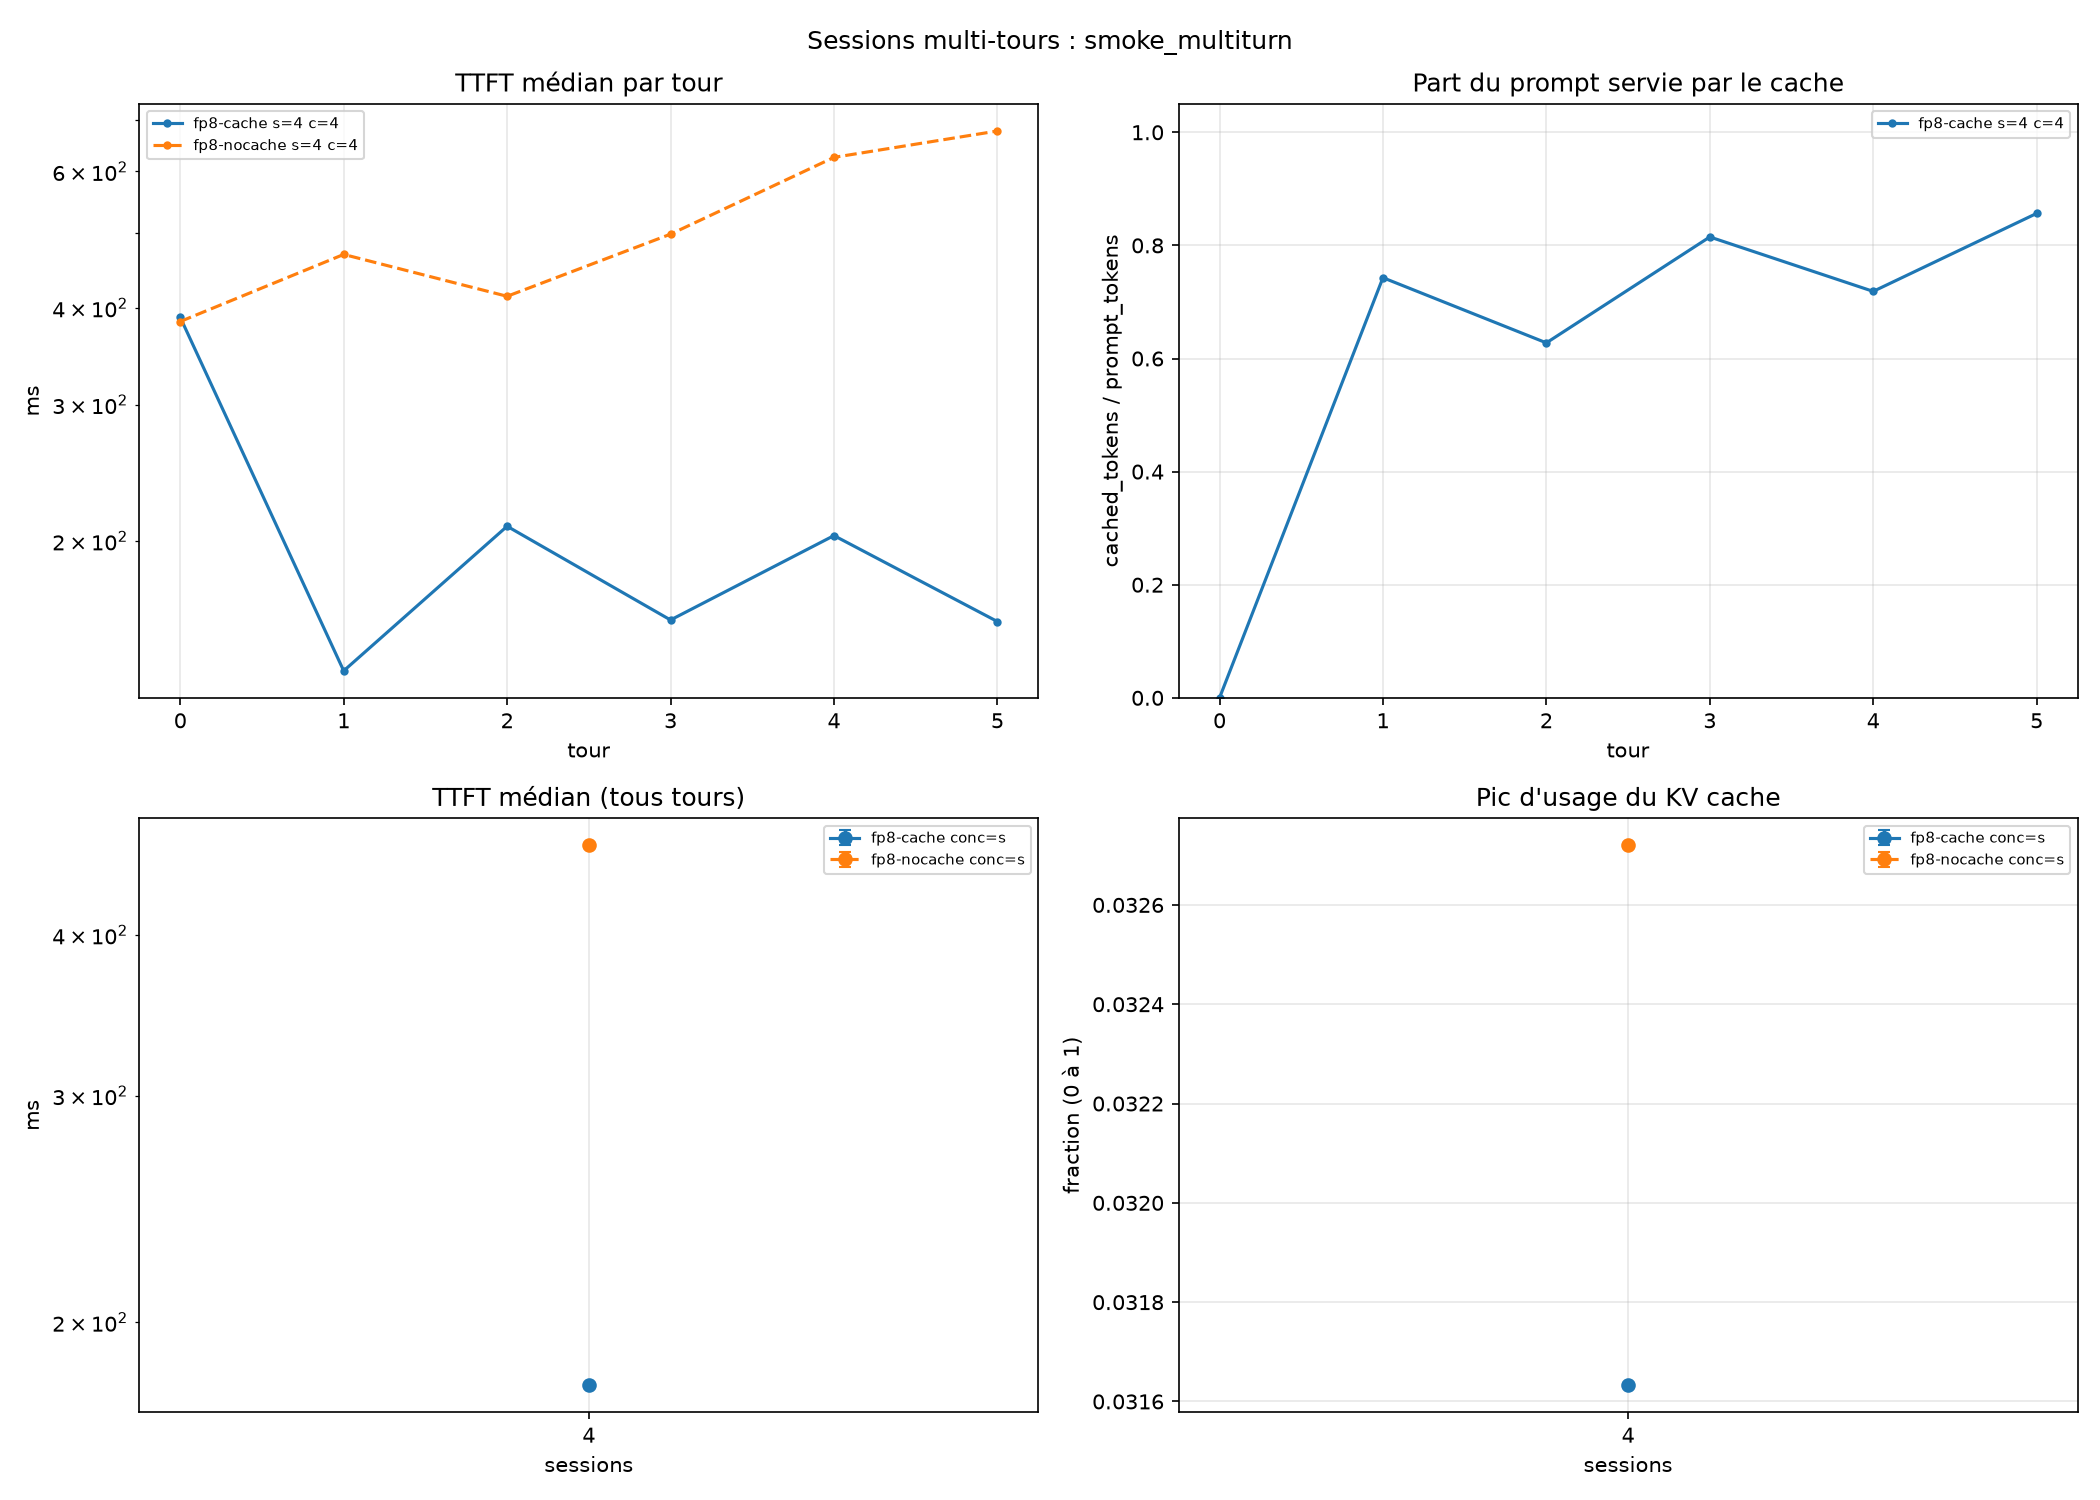 Sessions multi-tours : smoke_multiturn
TTFT médian par tour
fp8-cache s=4 c=4
fp8-nocache s=4 c=4
6 × 10²
4 × 10²
3 × 10²
2 × 10²
ms
0 1 2 3 4 5
tour
Part du prompt servie par le cache
fp8-cache s=4 c=4
1.0
0.8
0.6
0.4
0.2
0.0
cached_tokens / prompt_tokens
0 1 2 3 4 5
tour
TTFT médian (tous tours)
fp8-cache conc=s
fp8-nocache conc=s
4 × 10²
3 × 10²
2 × 10²
ms
4
sessions
Pic d'usage du KV cache
fp8-cache conc=s
fp8-nocache conc=s
0.0326
0.0324
0.0322
0.0320
0.0318
0.0316
fraction (0 à 1)
4
sessions